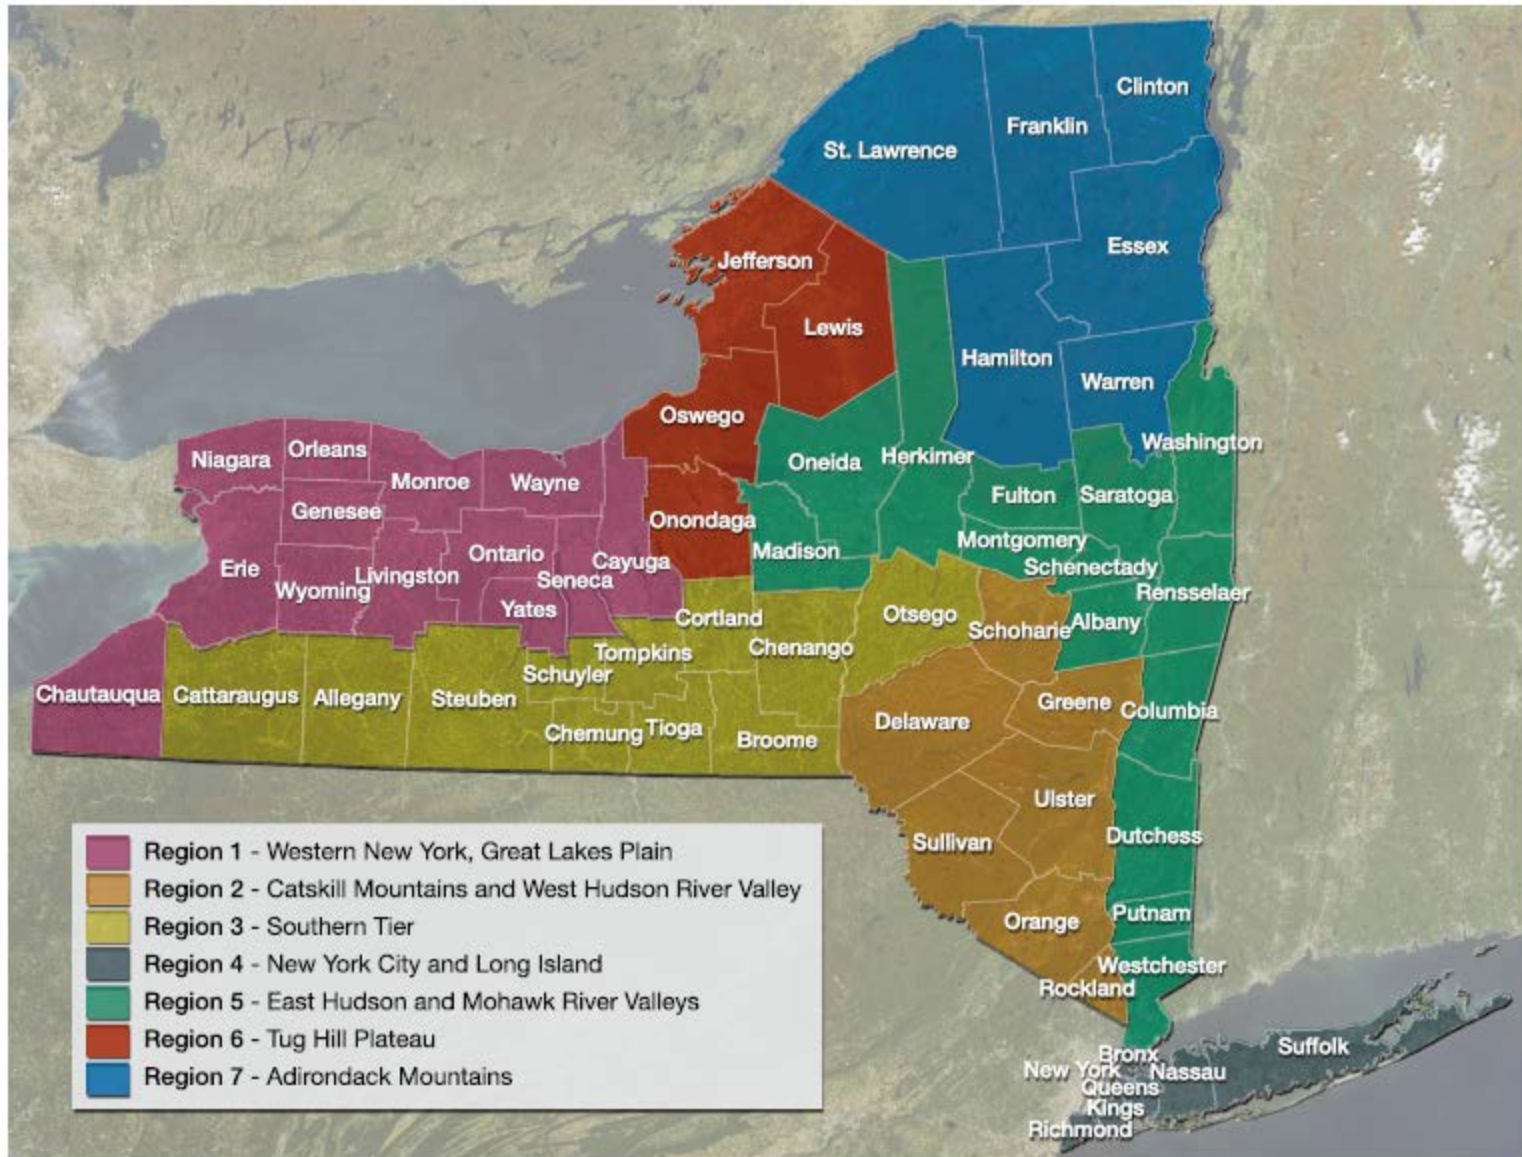 Clinton
Franklin
St. Lawrence
Essex
Jefferson
Lewis
Hamilton
Warren
Oswego
Washington
Niagara
Orleans
Monroe
Wayne
Oneida
Herkimer
Fulton
Saratoga
Genesee
Onondaga
Madison
Montgomery
Schenectady
Rensselaer
Erie
Wyoming
Livingston
Ontario
Seneca
Cayuga
Yates
Cortland
Otsego
Schoharie
Albany
Chenango
Tompkins
Schuyler
Chautauqua
Cattaraugus
Allegany
Steuben
Chemung
Tioga
Broome
Delaware
Greene
Columbia
Ulster
Sullivan
Dutchess
Orange
Putnam
Westchester
Rockland
Region 1 - Western New York, Great Lakes Plain
Region 2 - Catskill Mountains and West Hudson River Valley
Region 3 - Southern Tier
Region 4 - New York City and Long Island
Region 5 - East Hudson and Mohawk River Valleys
Region 6 - Tug Hill Plateau
Region 7 - Adirondack Mountains
Suffolk
Bronx
New York
Nassau
Queens
Kings
Richmond